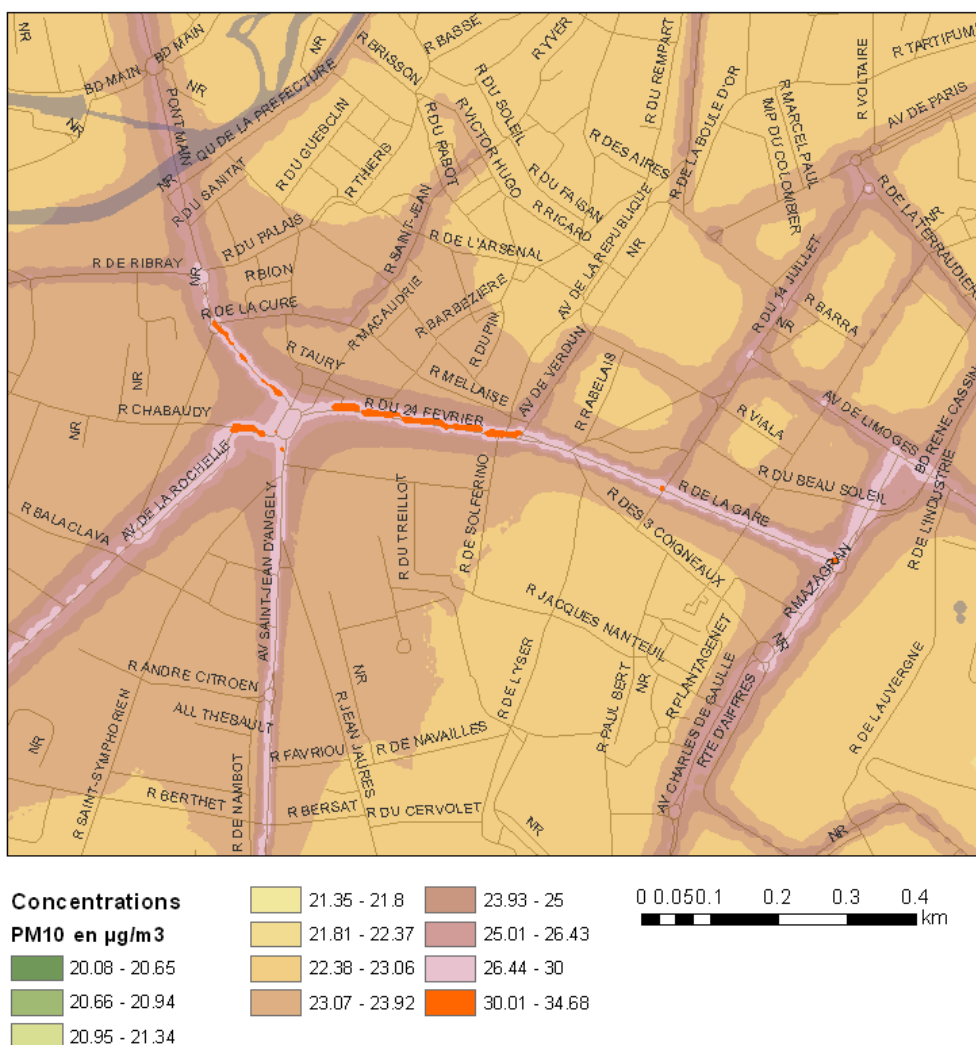 NR
BD MAIN
BD MAIN
NR
NR
PONT MAIN
QU DE LA PREFECTURE
NR
R BRISSON
R BASSE
R YVER
R DU REMPART
R VOLTAIRE
R TARTIFUME
AV DE PARIS
R DU GUESCLIN
R THIERS
R DU RABOT
R VICTOR HUGO
R DU SOLEIL
R DES AIRES
R DE LA BOULE D'OR
R MARCEL PAUL
IMP DU COLOMBIER
NR
R DU SANITAT
R DU PALAIS
R SAINT-JEAN
R DU FAISAN
R RICARD
AV DE LA REPUBLIQUE
NR
R DE LA TERRAUDIERE
NR
R DE RIBRAY
NR
R BION
R DE L'ARSENAL
R DE LA CURE
R MACAUDRIE
R BARBEZIERE
R DU PIN
R DU 14 JUILLET
NR
R BARRA
R TAURY
R MELLAISE
AV DE VERDUN
R RABELAIS
NR
R CHABAUDY
R DU 24 FEVRIER
R VIALA
AV DE LIMOGES
BD RENE CASSIN
NR
AV DE LA ROCHELLE
R BALACLAVA
R DU TREILLOT
R DE SOLFERINO
R DU BEAU SOLEIL
R DE LA GARE
R DE L'INDUSTRIE
R DES 3 COIGNEAUX
AV SAINT-JEAN D'ANGELY
R JACQUES NANTEUIL
R PLANTAGENET
R MAZAGRAN
NR
R ANDRE CITROEN
ALL THEBAULT
NR
R JEAN JAURES
R DE L'YSER
R PAUL BERT
NR
AV CHARLES DE GAULLE
RTE D'AIFFRES
R DE LAUVERGNE
NR
R SAINT-SYMPHORIEN
R FAVRIOU
R DE NAVAILLES
R BERTHET
R DE NAMBOT
R BERSAT
R DU CERVOLET
NR
NR
Concentrations
PM10 en µg/m3
20.08 - 20.65
20.66 - 20.94
20.95 - 21.34
21.35 - 21.8
21.81 - 22.37
22.38 - 23.06
23.07 - 23.92
23.93 - 25
25.01 - 26.43
26.44 - 30
30.01 - 34.68
0 0.050.1 0.2 0.3 0.4
km